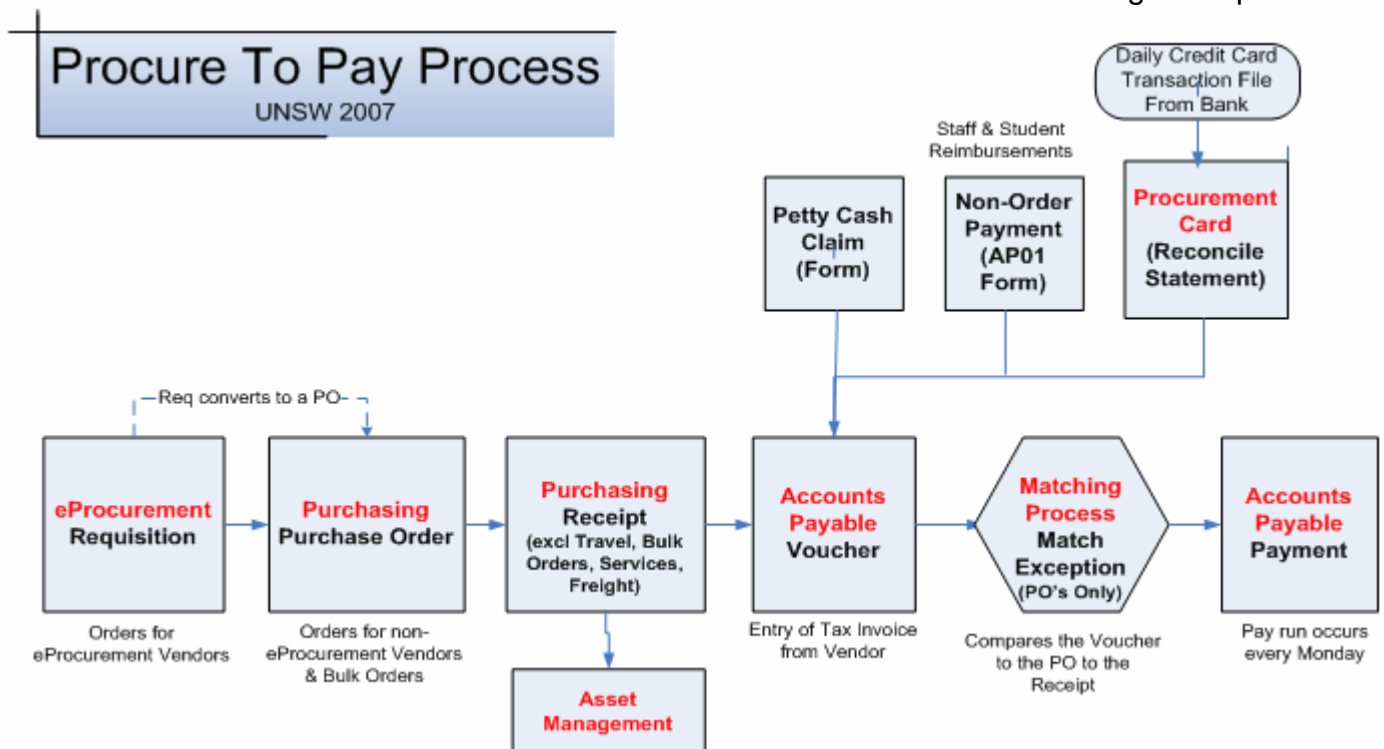 Procure To Pay Process
UNSW 2007
Daily Credit Card
Transaction File
From Bank
Staff & Student
Reimbursements
Petty Cash
Claim
(Form)
Non-Order
Payment
(AP01
Form)
Procurement
Card
(Reconcile
Statement)
Req converts to a PO
eProcurement
Requisition
Orders for
eProcurement Vendors
Purchasing
Purchase Order
Orders for non-
eProcurement Vendors
& Bulk Orders
Purchasing
Receipt
(excl Travel, Bulk
Orders, Services,
Freight)
Asset
Management
Accounts
Payable
Voucher
Entry of Tax Invoice
from Vendor
Matching
Process
Match
Exception
(PO's Only)
Compares the Voucher
to the PO to the
Receipt
Accounts
Payable
Payment
Pay run occurs
every Monday